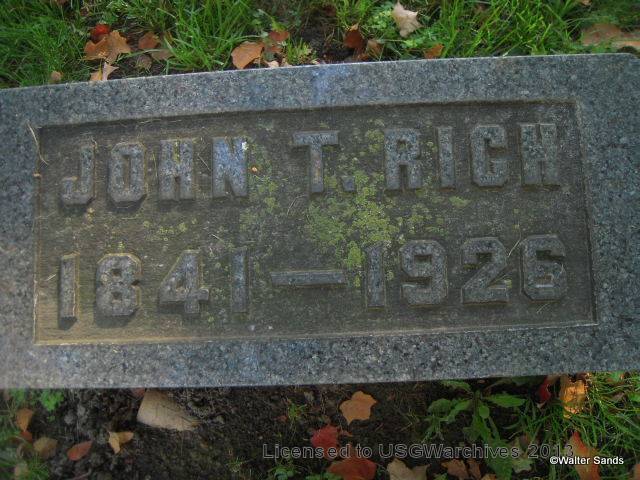 JOHN T. RICH
1841—1926
Licensed to USGWarchives 2013
©Walter Sands